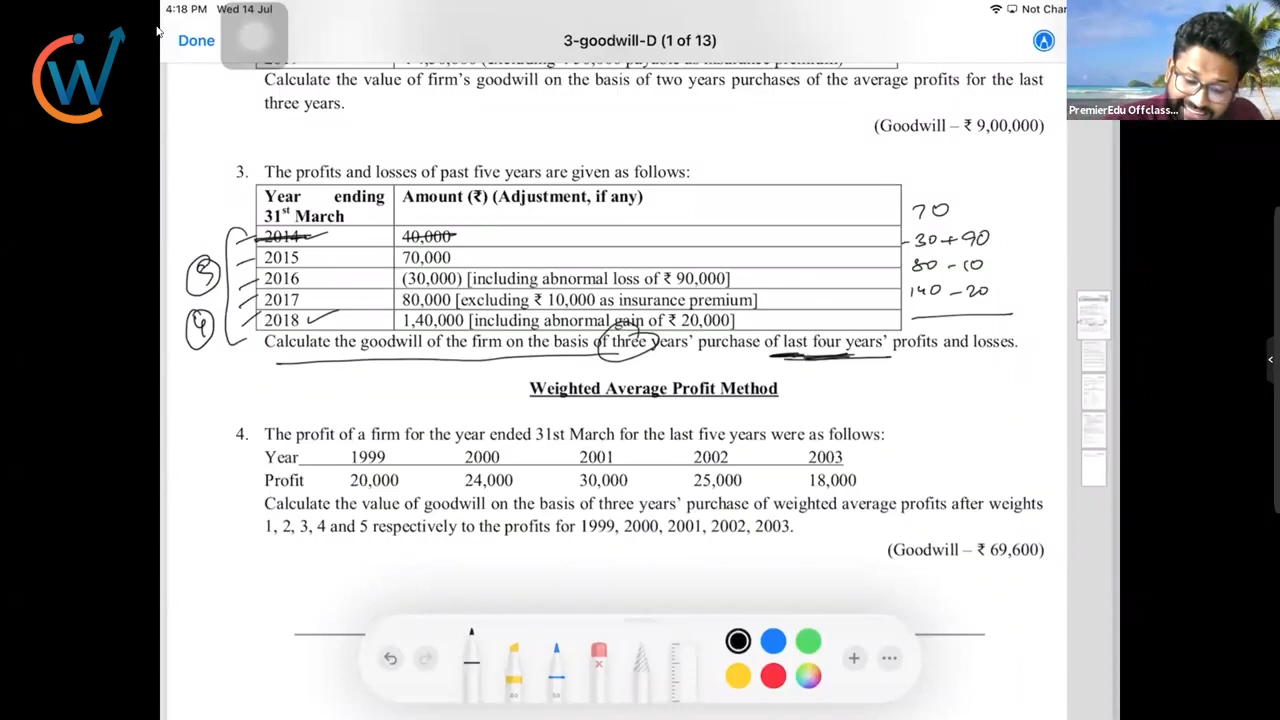 4:18 PM Wed 14 Jul
Not Char
Done
3-goodwill-D (1 of 13)
W
PremierEdu Offclass...
Calculate the value of firm's goodwill on the basis of two years purchases of the average profits for the last
three years.
(Goodwill – ₹ 9,00,000)
3. The profits and losses of past five years are given as follows:
Year ending 31st March
Amount (₹) (Adjustment, if any)
2014 40,000
2015 70,000
2016 (30,000) [including abnormal loss of ₹ 90,000]
2017 80,000 [excluding ₹ 10,000 as insurance premium]
2018 1,40,000 [including abnormal gain of ₹ 20,000]
70
-30+90
80 -10
140 -20
5
4
Calculate the goodwill of the firm on the basis of three years' purchase of last four years' profits and losses.
Weighted Average Profit Method
4. The profit of a firm for the year ended 31st March for the last five years were as follows:
Year 1999 2000 2001 2002 2003
Profit 20,000 24,000 30,000 25,000 18,000
Calculate the value of goodwill on the basis of three years' purchase of weighted average profits after weights
1, 2, 3, 4 and 5 respectively to the profits for 1999, 2000, 2001, 2002, 2003.
(Goodwill – ₹ 69,600)